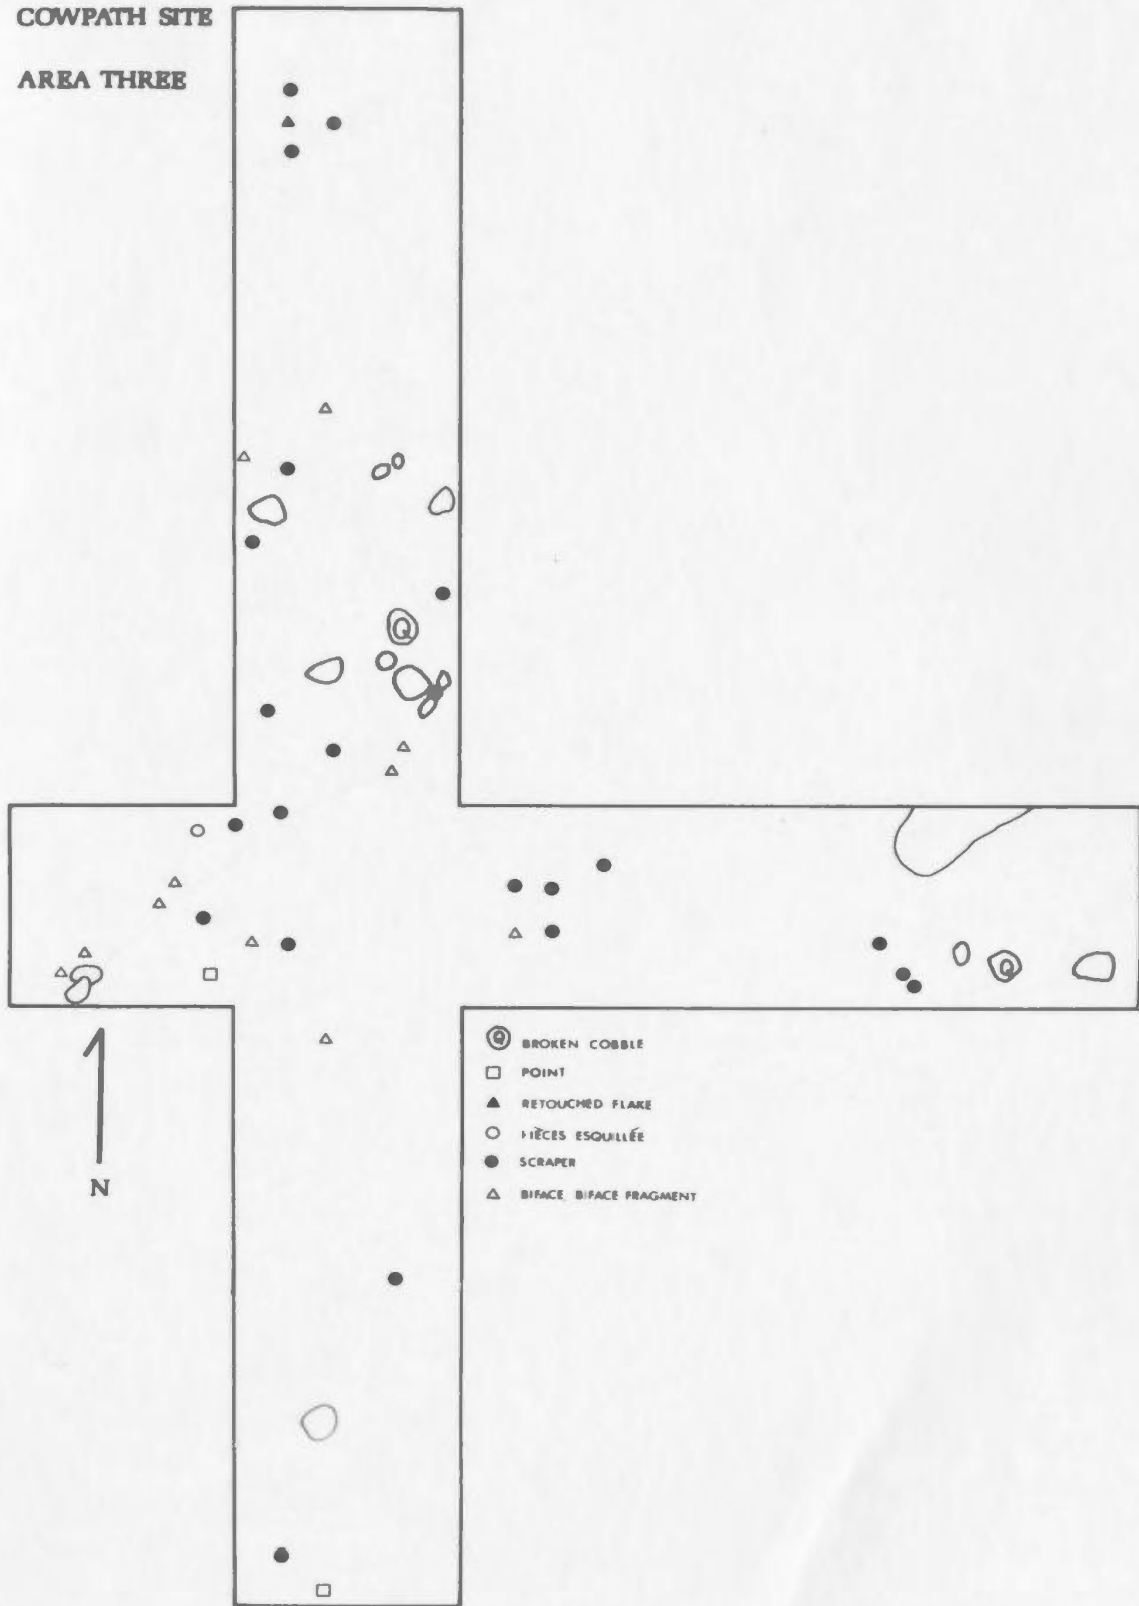 COWPATH SITE
AREA THREE
Q
Q
Q BROKEN COBBLE
POINT
RETOUCHED FLAKE
PIÈCES ESQUILLÉE
SCRAPER
BIFACE BIFACE FRAGMENT
N